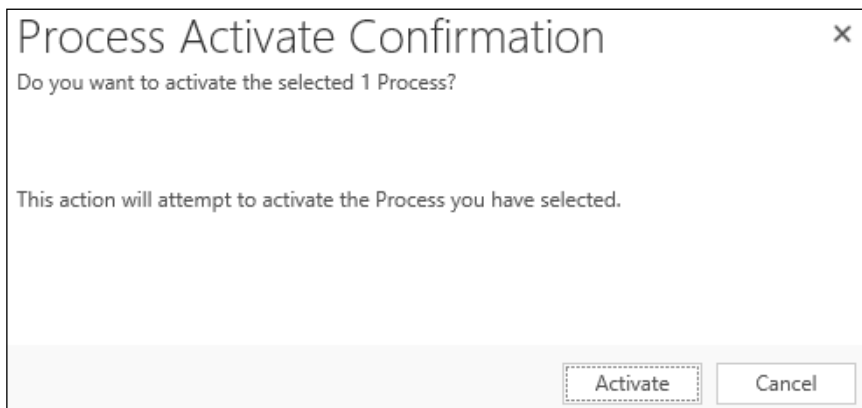 Process Activate Confirmation
Do you want to activate the selected 1 Process?
This action will attempt to activate the Process you have selected.
Activate Cancel